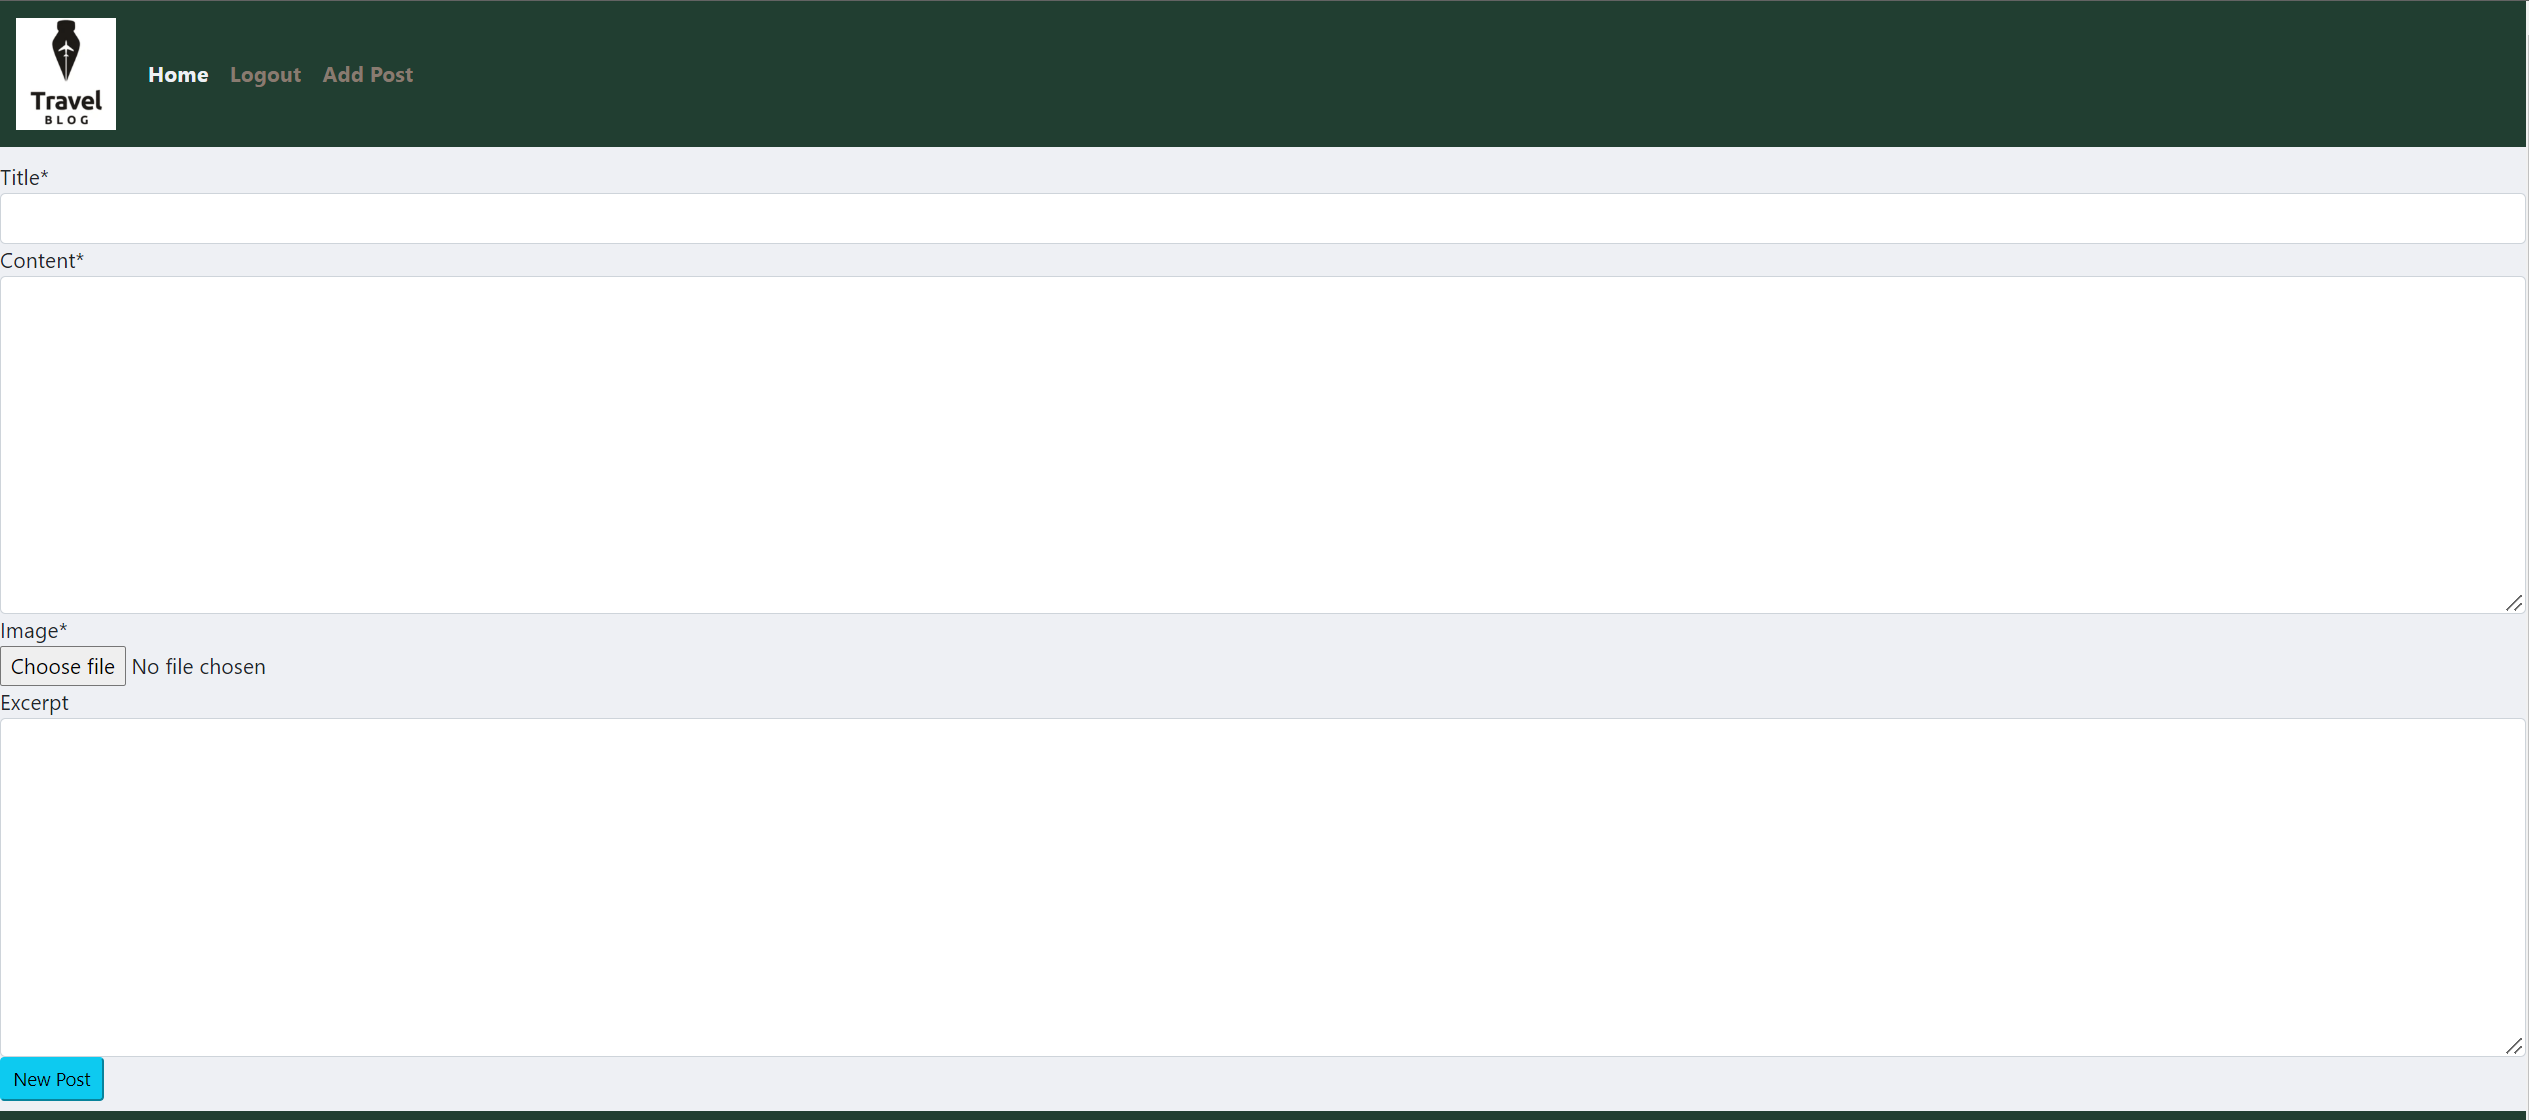 Travel
BLOG
Home Logout Add Post
Title*
Content*
Image*
Choose file No file chosen
Excerpt
New Post